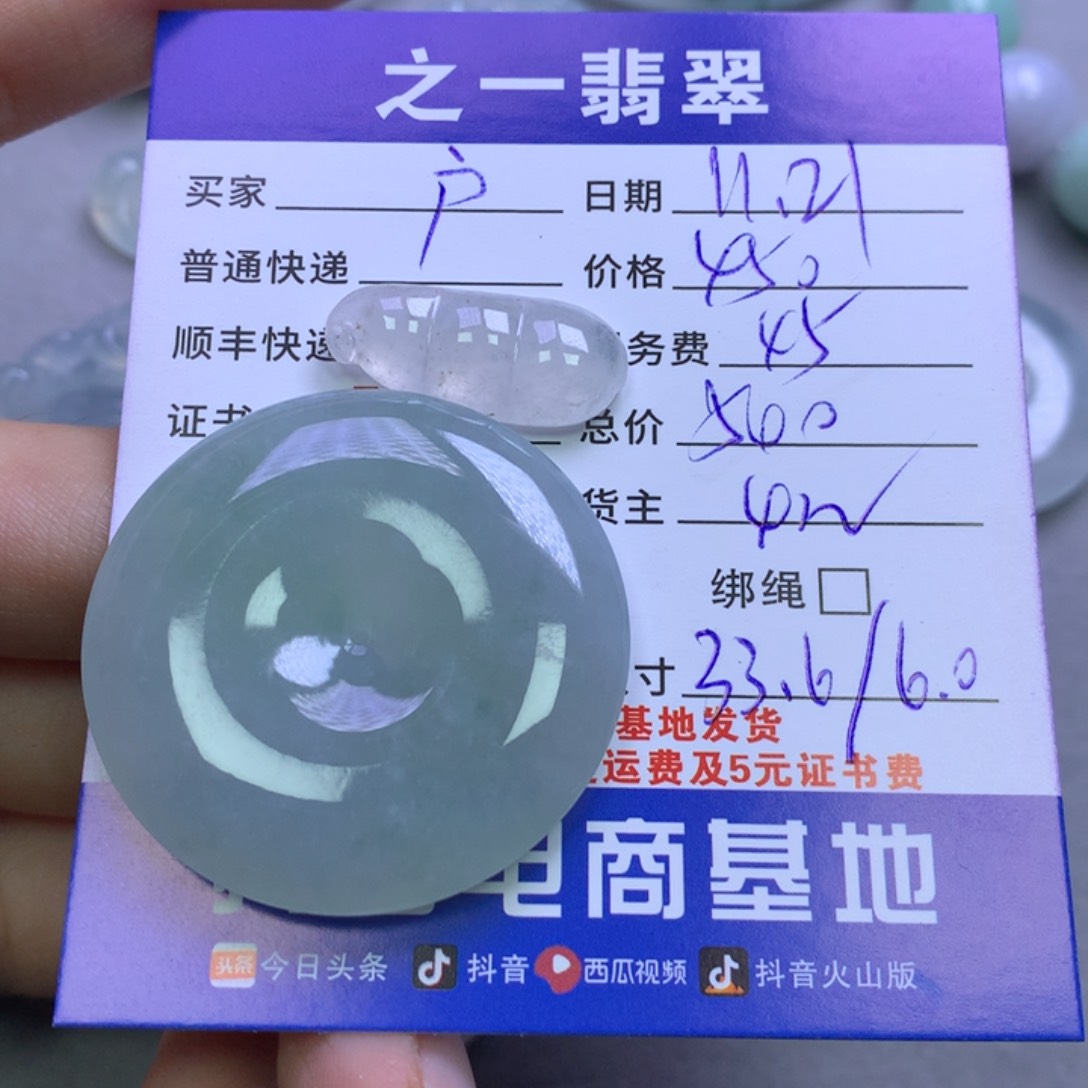 之一翡翠
买家 户 日期 11.21
普通快递 价格 450
顺丰快递 务费 45
证书 总价 500
货主
绑绳
寸 33.6/6.0
基地发货
运费及5元证书费
电商基地
头条 今日头条 抖音 西瓜视频 抖音火山版